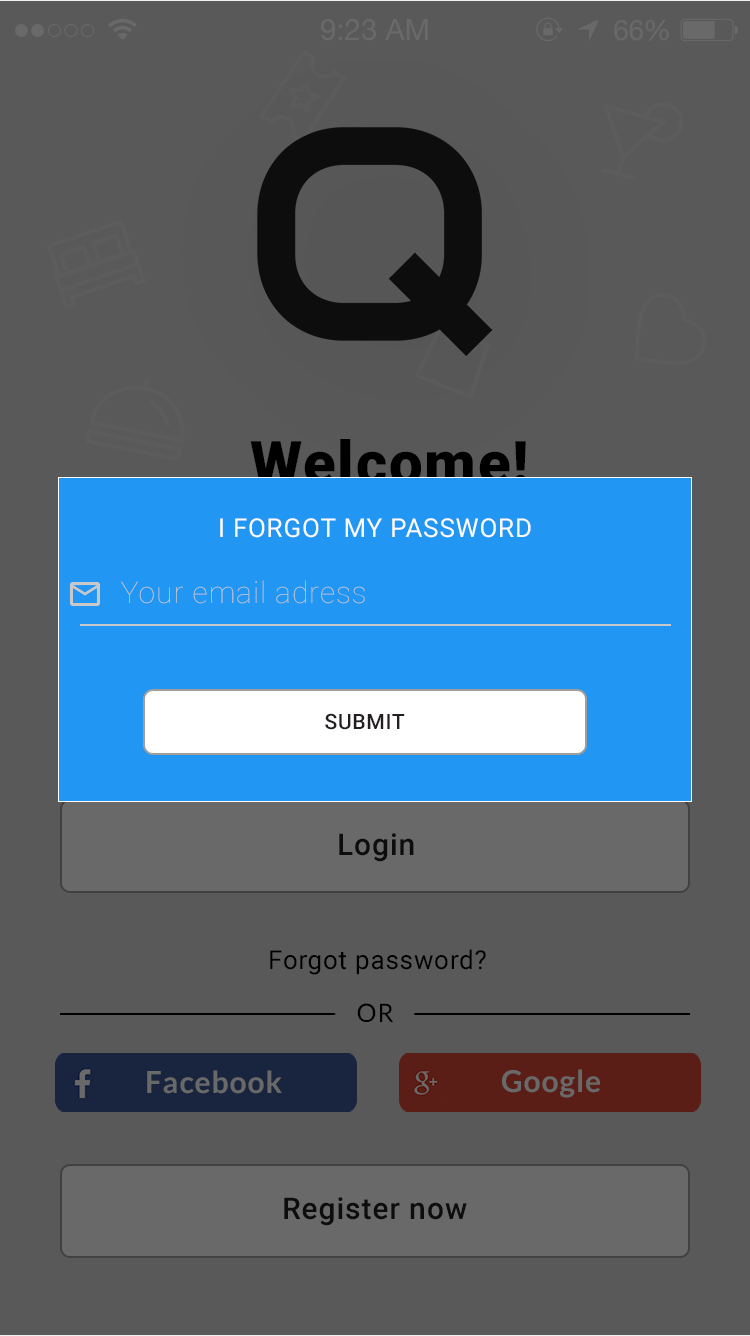 9:23 AM 66%
Q
Welcome!
I FORGOT MY PASSWORD
Your email adress
SUBMIT
Login
Forgot password?
OR
f Facebook
g+ Google
Register now